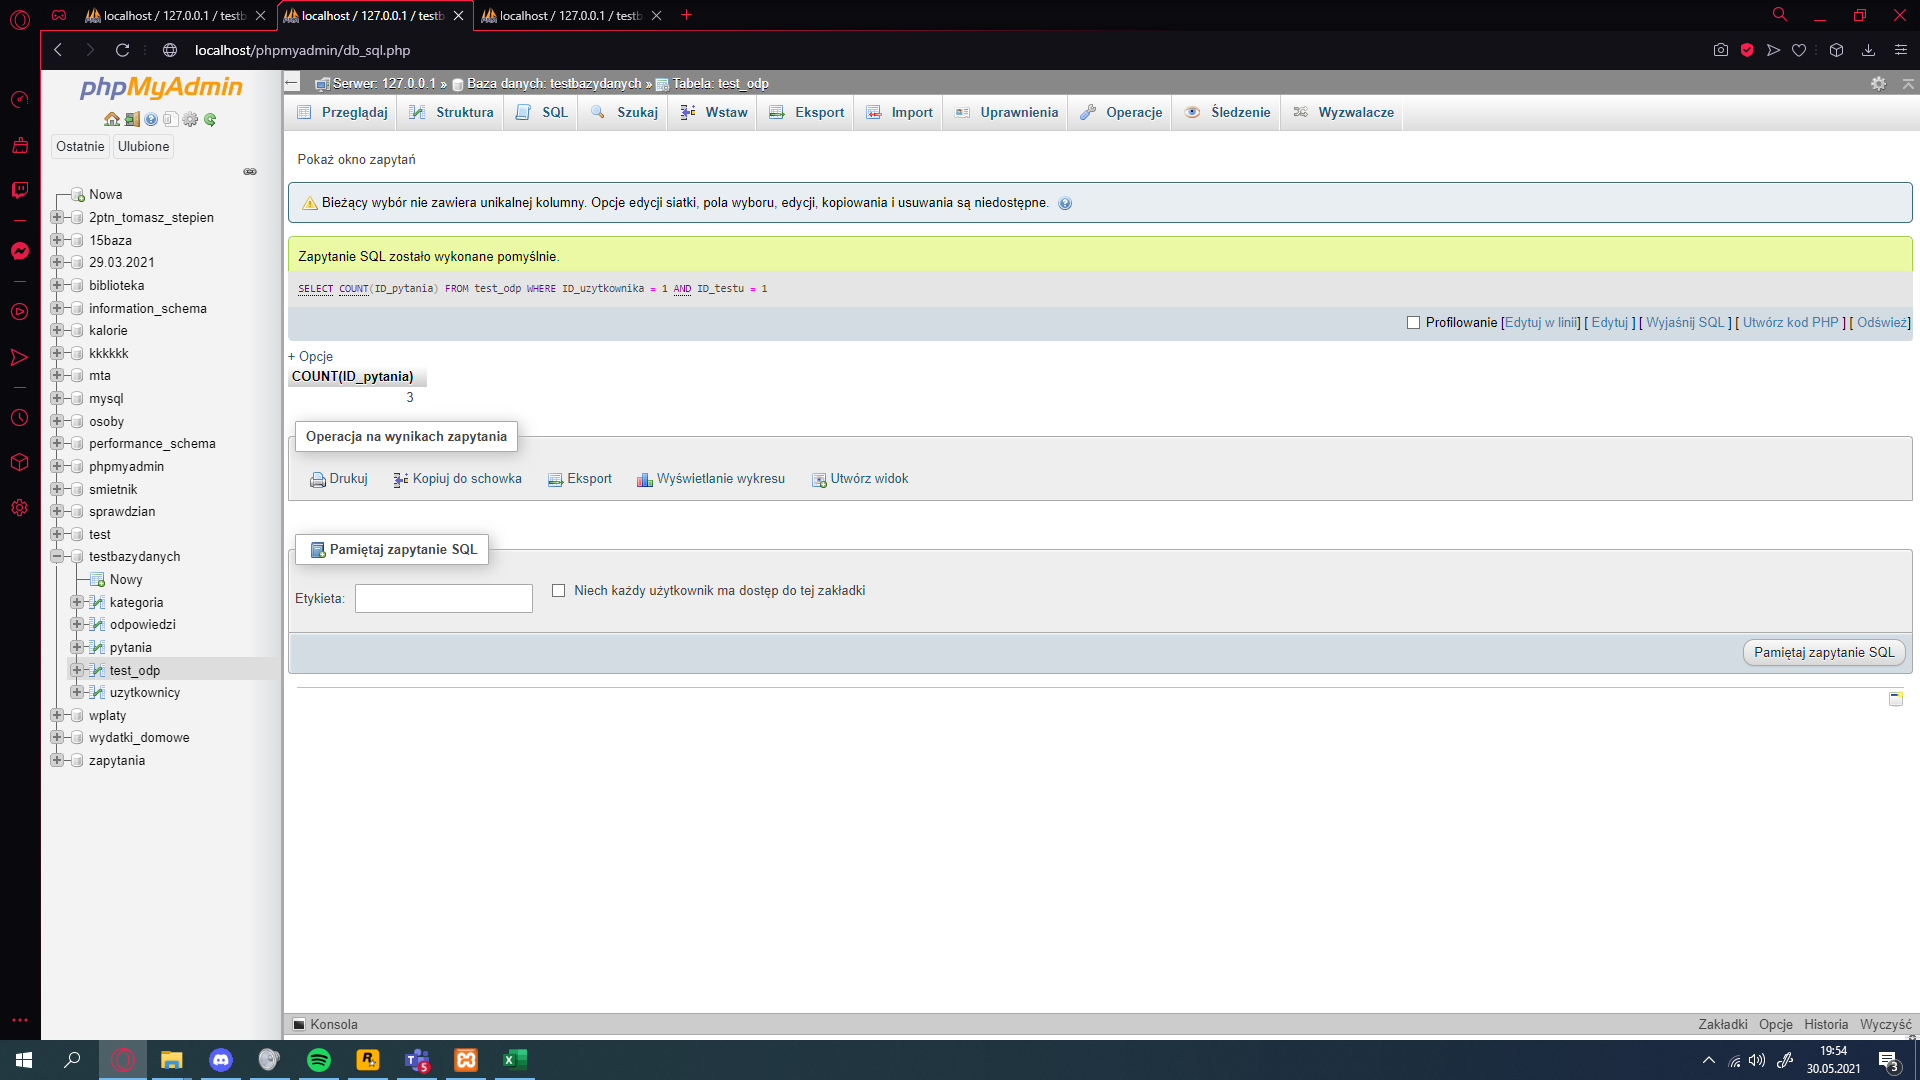 localhost / 127.0.0.1 / testb
localhost / 127.0.0.1 / testb
localhost / 127.0.0.1 / testb
localhost/phpmyadmin/db_sql.php
phpMyAdmin
Ostatnie
Ulubione
Nowa
2ptn_tomasz_stepien
15baza
29.03.2021
biblioteka
information_schema
kalorie
kkkkkk
mta
mysql
osoby
performance_schema
phpmyadmin
smietnik
sprawdzian
test
testbazydanych
Nowy
kategoria
odpowiedzi
pytania
test_odp
uzytkownicy
wplaty
wydatki_domowe
zapytania
Serwer: 127.0.0.1 » Baza danych: testbazydanych » Tabela: test_odp
Przeglądaj
Struktura
SQL
Szukaj
Wstaw
Eksport
Import
Uprawnienia
Operacje
Śledzenie
Wyzwalacze
Pokaż okno zapytań
Bieżący wybór nie zawiera unikalnej kolumny. Opcje edycji siatki, pola wyboru, edycji, kopiowania i usuwania są niedostępne.
Zapytanie SQL zostało wykonane pomyślnie.
SELECT COUNT(ID_pytania) FROM test_odp WHERE ID_uzytkownika = 1 AND ID_testu = 1
Profilowanie [Edytuj w linii] [ Edytuj ] [ Wyjaśnij SQL ] [ Utwórz kod PHP ] [ Odśwież]
+ Opcje
COUNT(ID_pytania)
3
Operacja na wynikach zapytania
Drukuj
Kopiuj do schowka
Eksport
Wyświetlanie wykresu
Utwórz widok
Pamiętaj zapytanie SQL
Etykieta:
Niech każdy użytkownik ma dostęp do tej zakładki
Pamiętaj zapytanie SQL
Konsola
Zakładki
Opcje
Historia
Wyczyść
5
19:54
30.05.2021
3